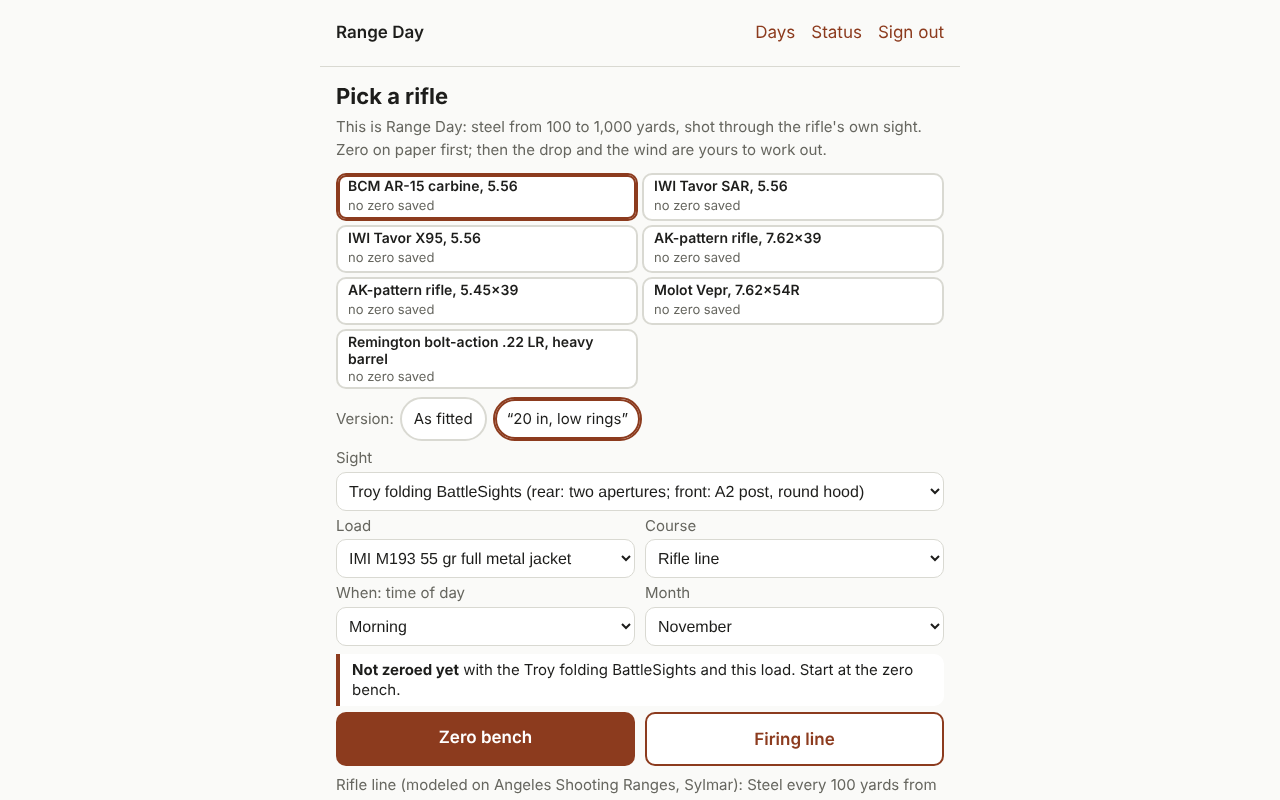 Range Day
Days Status Sign out
Pick a rifle
This is Range Day: steel from 100 to 1,000 yards, shot through the rifle's own sight.
Zero on paper first; then the drop and the wind are yours to work out.
BCM AR-15 carbine, 5.56
no zero saved
IWI Tavor SAR, 5.56
no zero saved
IWI Tavor X95, 5.56
no zero saved
AK-pattern rifle, 7.62×39
no zero saved
AK-pattern rifle, 5.45×39
no zero saved
Molot Vepr, 7.62×54R
no zero saved
Remington bolt-action .22 LR, heavy
barrel
no zero saved
Version: As fitted “20 in, low rings”
Sight
Troy folding BattleSights (rear: two apertures; front: A2 post, round hood)
Load
IMI M193 55 gr full metal jacket
Course
Rifle line
When: time of day
Morning
Month
November
Not zeroed yet with the Troy folding BattleSights and this load. Start at the zero
bench.
Zero bench
Firing line
Rifle line (modeled on Angeles Shooting Ranges, Sylmar): Steel every 100 yards from